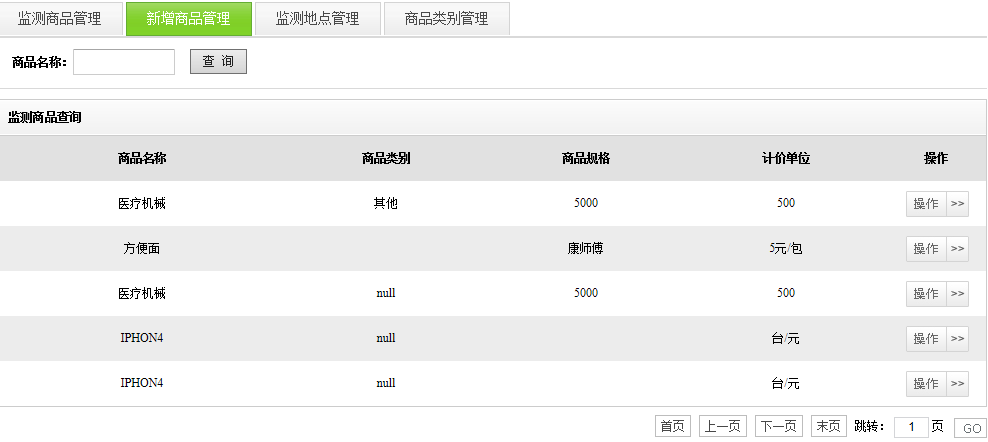 监测商品管理 新增商品管理 监测地点管理 商品类别管理
商品名称： 查 询
监测商品查询
商品名称 商品类别 商品规格 计价单位 操作
医疗机械 其他 5000 500 操作 >>
方便面 康师傅 5元/包 操作 >>
医疗机械 null 5000 500 操作 >>
IPHON4 null 台/元 操作 >>
IPHON4 null 台/元 操作 >>
首页 上一页 下一页 末页 跳转： 1 页 GO